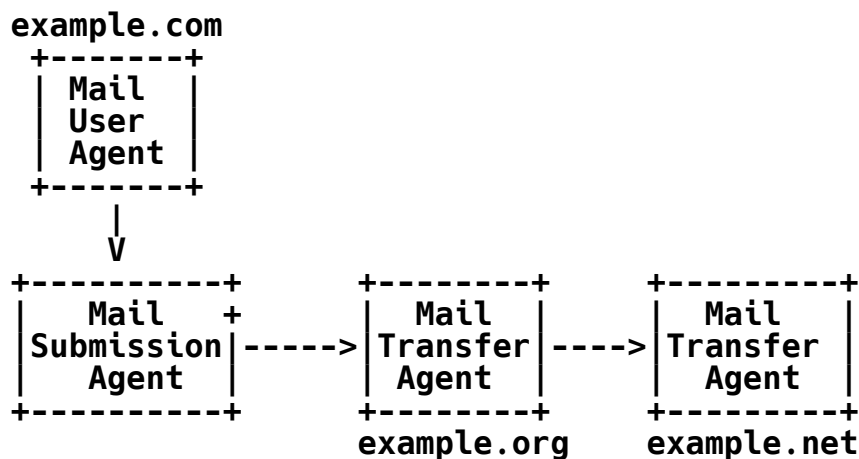 example.com
+-------+
| Mail  |
| User  |
| Agent |
+-------+
|
V
+----------+      +--------+     +----------+
|   Mail   +      |  Mail  |     |  Mail    |
|Submission|----->|Transfer|---->|Transfer  |
|   Agent  |      | Agent  |     |  Agent   |
+----------+      +--------+     +----------+
example.org    example.net